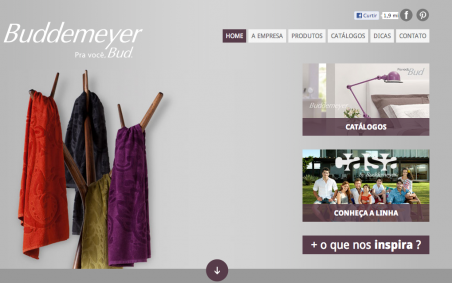 Buddemeyer
Pra você, Bud
Curtir 1,9 mi
HOME A EMPRESA PRODUTOS CATÁLOGOS DICAS CONTATO
Bud
Buddemeyer
CATÁLOGOS
casa
CONHEÇA A LINHA
+ o que nos inspira ?